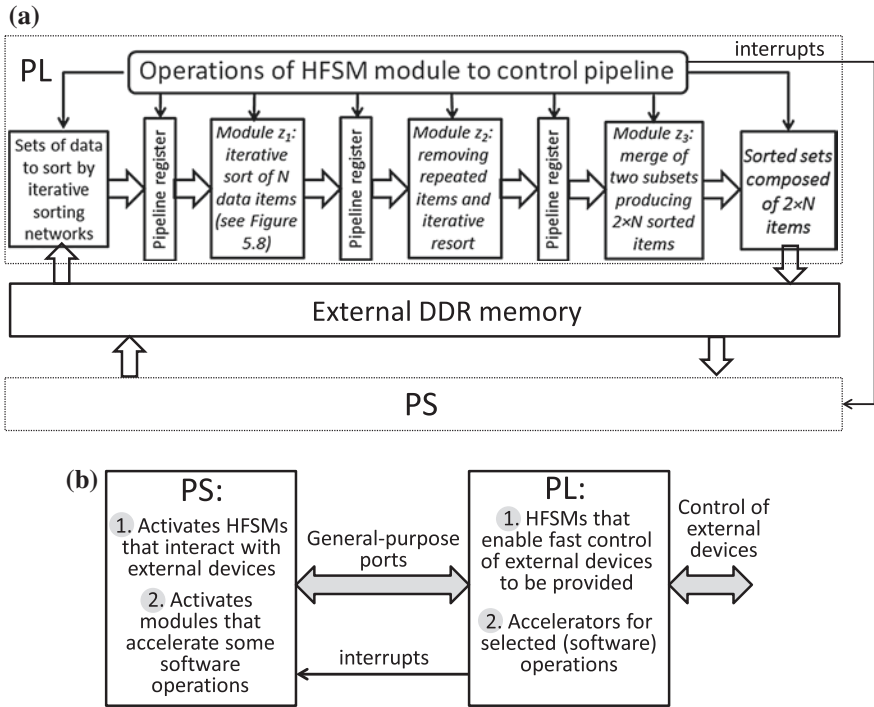 (a)
interrupts
PL
Operations of HFSM module to control pipeline
Sets of data
to sort by
iterative
sorting
networks
Pipeline register
Module z1:
iterative
sort of N
data items
(see Figure
5.8)
Pipeline register
Module z2:
removing
repeated
items and
iterative
resort
Pipeline register
Module z3:
merge of
two subsets
producing
2×N sorted
items
Sorted sets
composed
of 2×N
items
External DDR memory
PS
(b)
PS:
1. Activates HFSMs
that interact with
external devices
2. Activates
modules that
accelerate some
software
operations
General-purpose
ports
interrupts
PL:
1. HFSMs that
enable fast control
of external devices
to be provided
2. Accelerators for
selected (software)
operations
Control of
external
devices